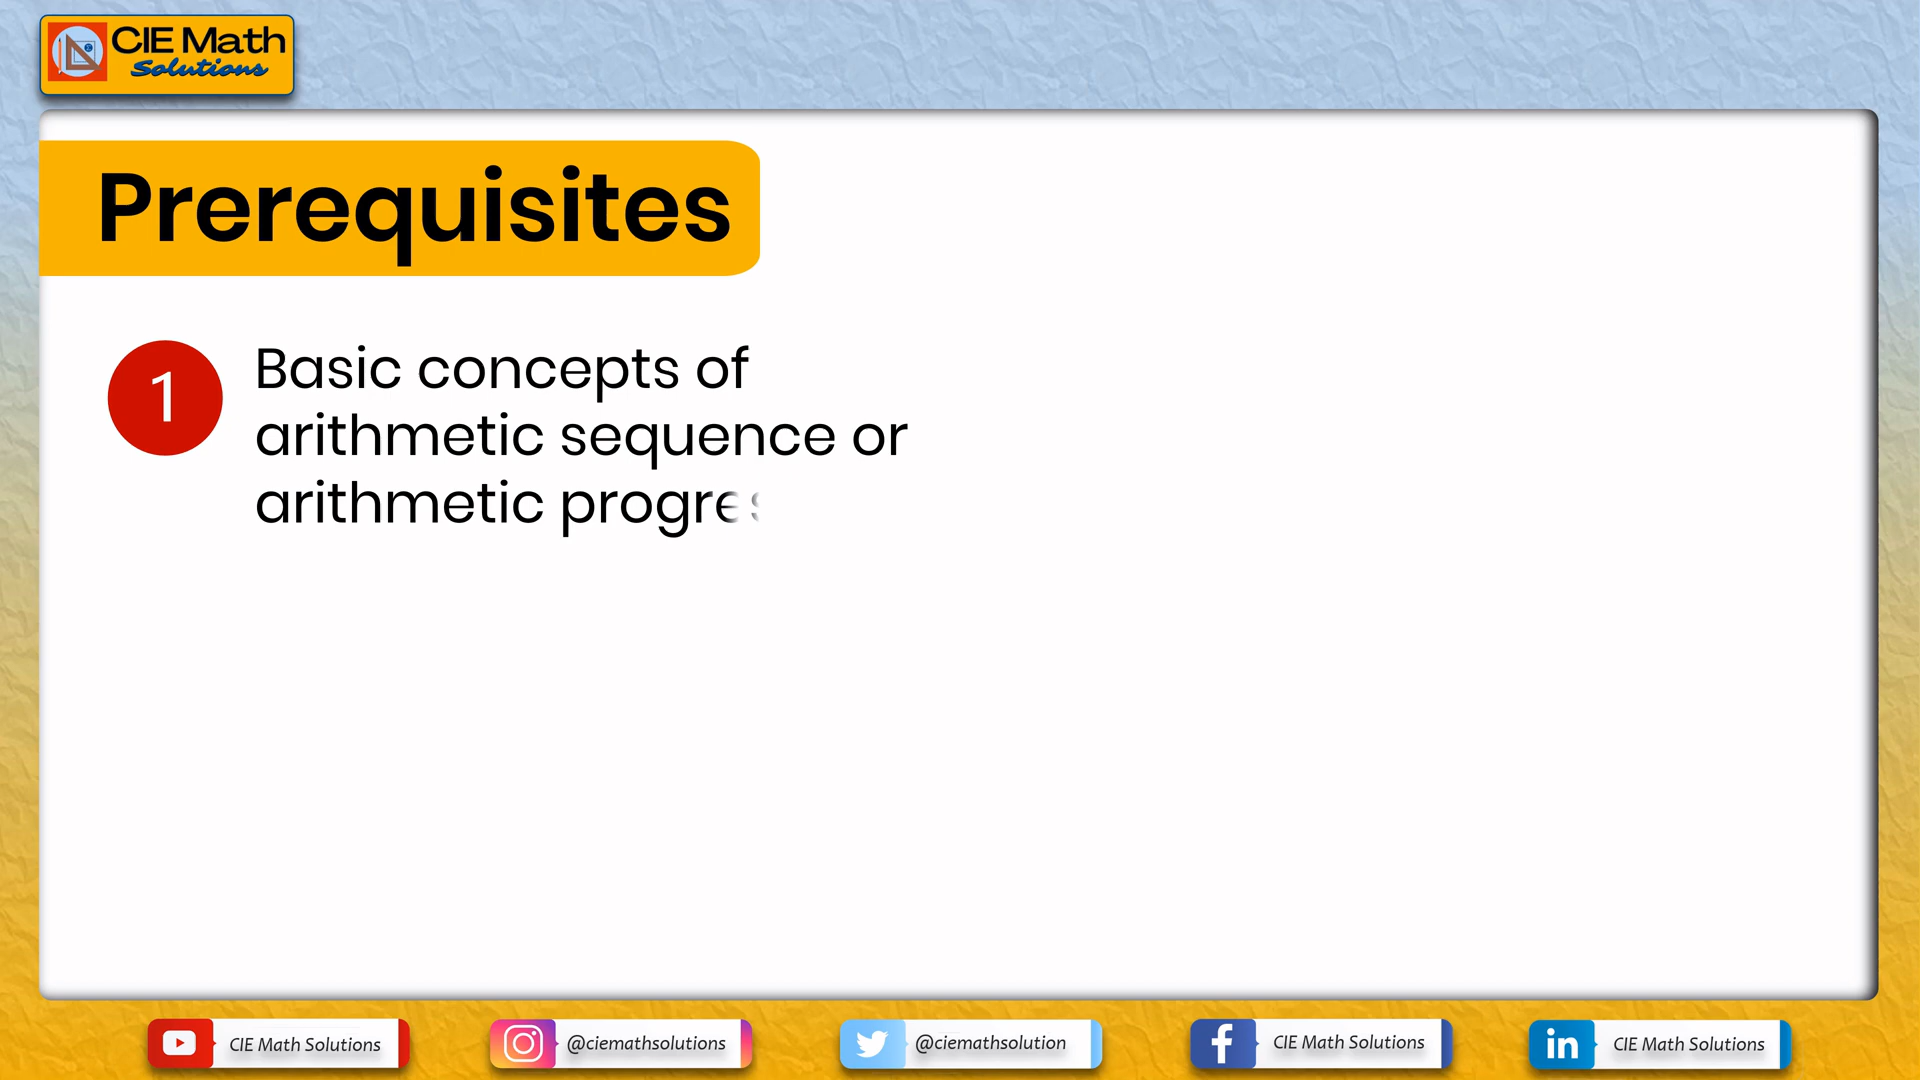 CIE Math
Solutions
Prerequisites
1
Basic concepts of
arithmetic sequence or
arithmetic
CIE Math Solutions
@ciemathsolutions
@ciemathsolution
CIE Math Solutions
in
CIE Math Solutions